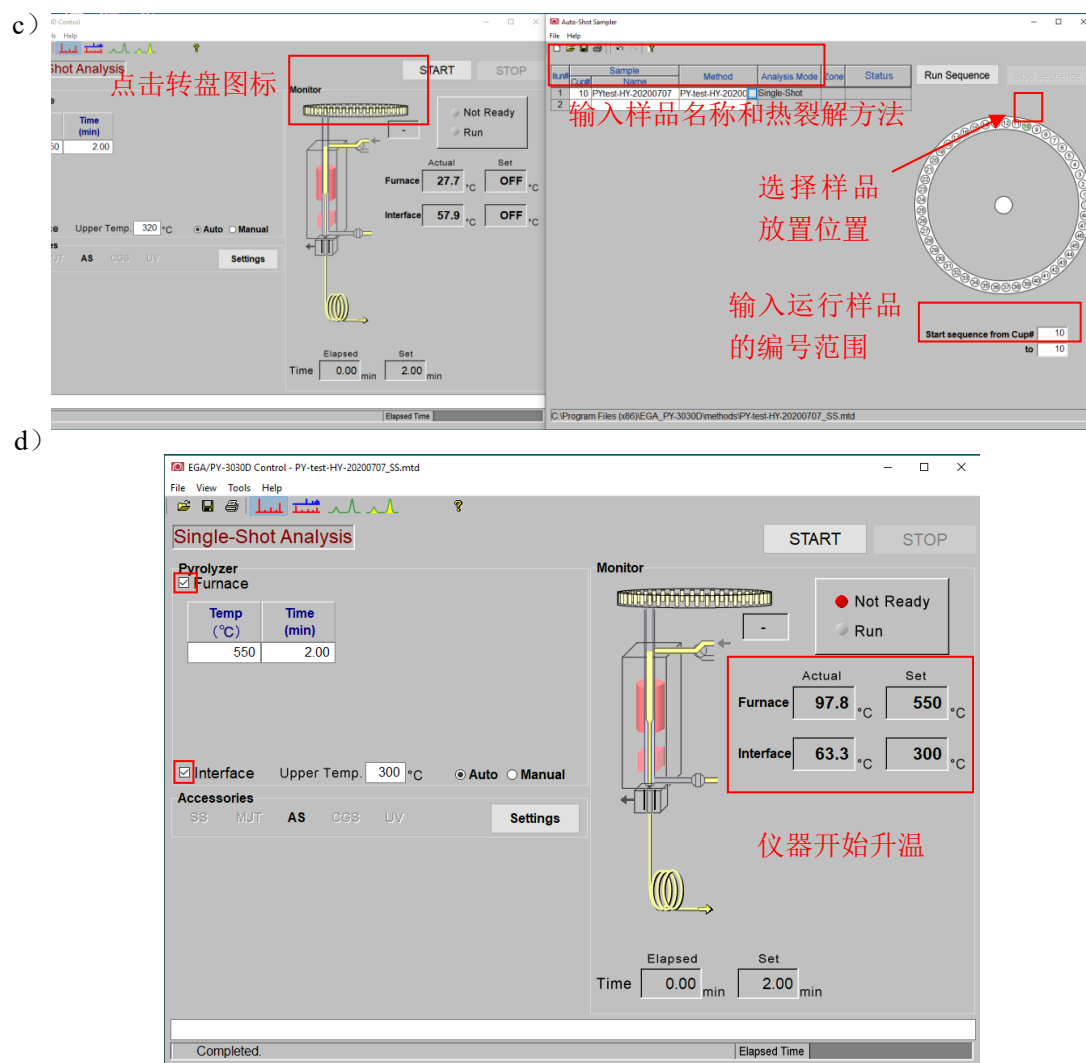 c）
Control
Help
Shot Analysis
点击转盘图标
START STOP
Monitor
Not Ready
Run
-
Time
(min)
2.00
Actual Set
Furnace 27.7 °C OFF °C
Interface 57.9 °C OFF °C
Upper Temp. 320 °C Auto Manual
MJT AS CGS UV Settings
Elapsed Set
Time 0.00 min 2.00 min
Elapsed Time
Auto-Shot Sampler
File Help
Run# Sample Method Analysis Mode Zone Status
Cup# Name
1 10 PYtest-HY-20200707 PY-test-HY-2020 Single-Shot
2
Run Sequence Stop Sequence
输入样品名称和热裂解方法
选择样品
放置位置
输入运行样品
的编号范围
Start sequence from Cup# 10
to 10
C:\Program Files (x86)\EGA_PY-3030D\methods\PY-test-HY-20200707_SS.mtd
d）
EGA/PY-3030D Control - PY-test-HY-20200707_SS.mtd
File View Tools Help
Single-Shot Analysis
START STOP
Pyrolyzer
Furnace
Temp Time
(°C) (min)
550 2.00
Interface Upper Temp. 300 °C Auto Manual
Accessories
SS MJT AS CGS UV Settings
Monitor
Not Ready
Run
-
Actual Set
Furnace 97.8 °C 550 °C
Interface 63.3 °C 300 °C
仪器开始升温
Elapsed Set
Time 0.00 min 2.00 min
Completed.
Elapsed Time